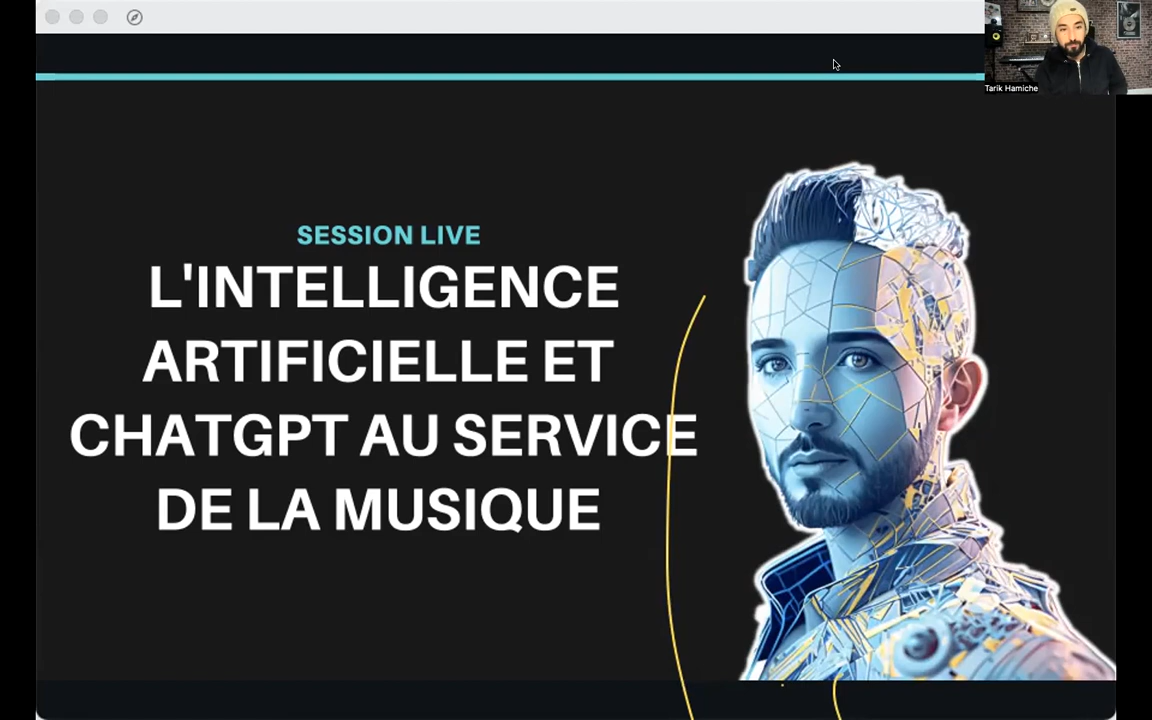 Tarik Hamiche
SESSION LIVE
L'INTELLIGENCE
ARTIFICIELLE ET
CHATGPT AU SERVICE
DE LA MUSIQUE